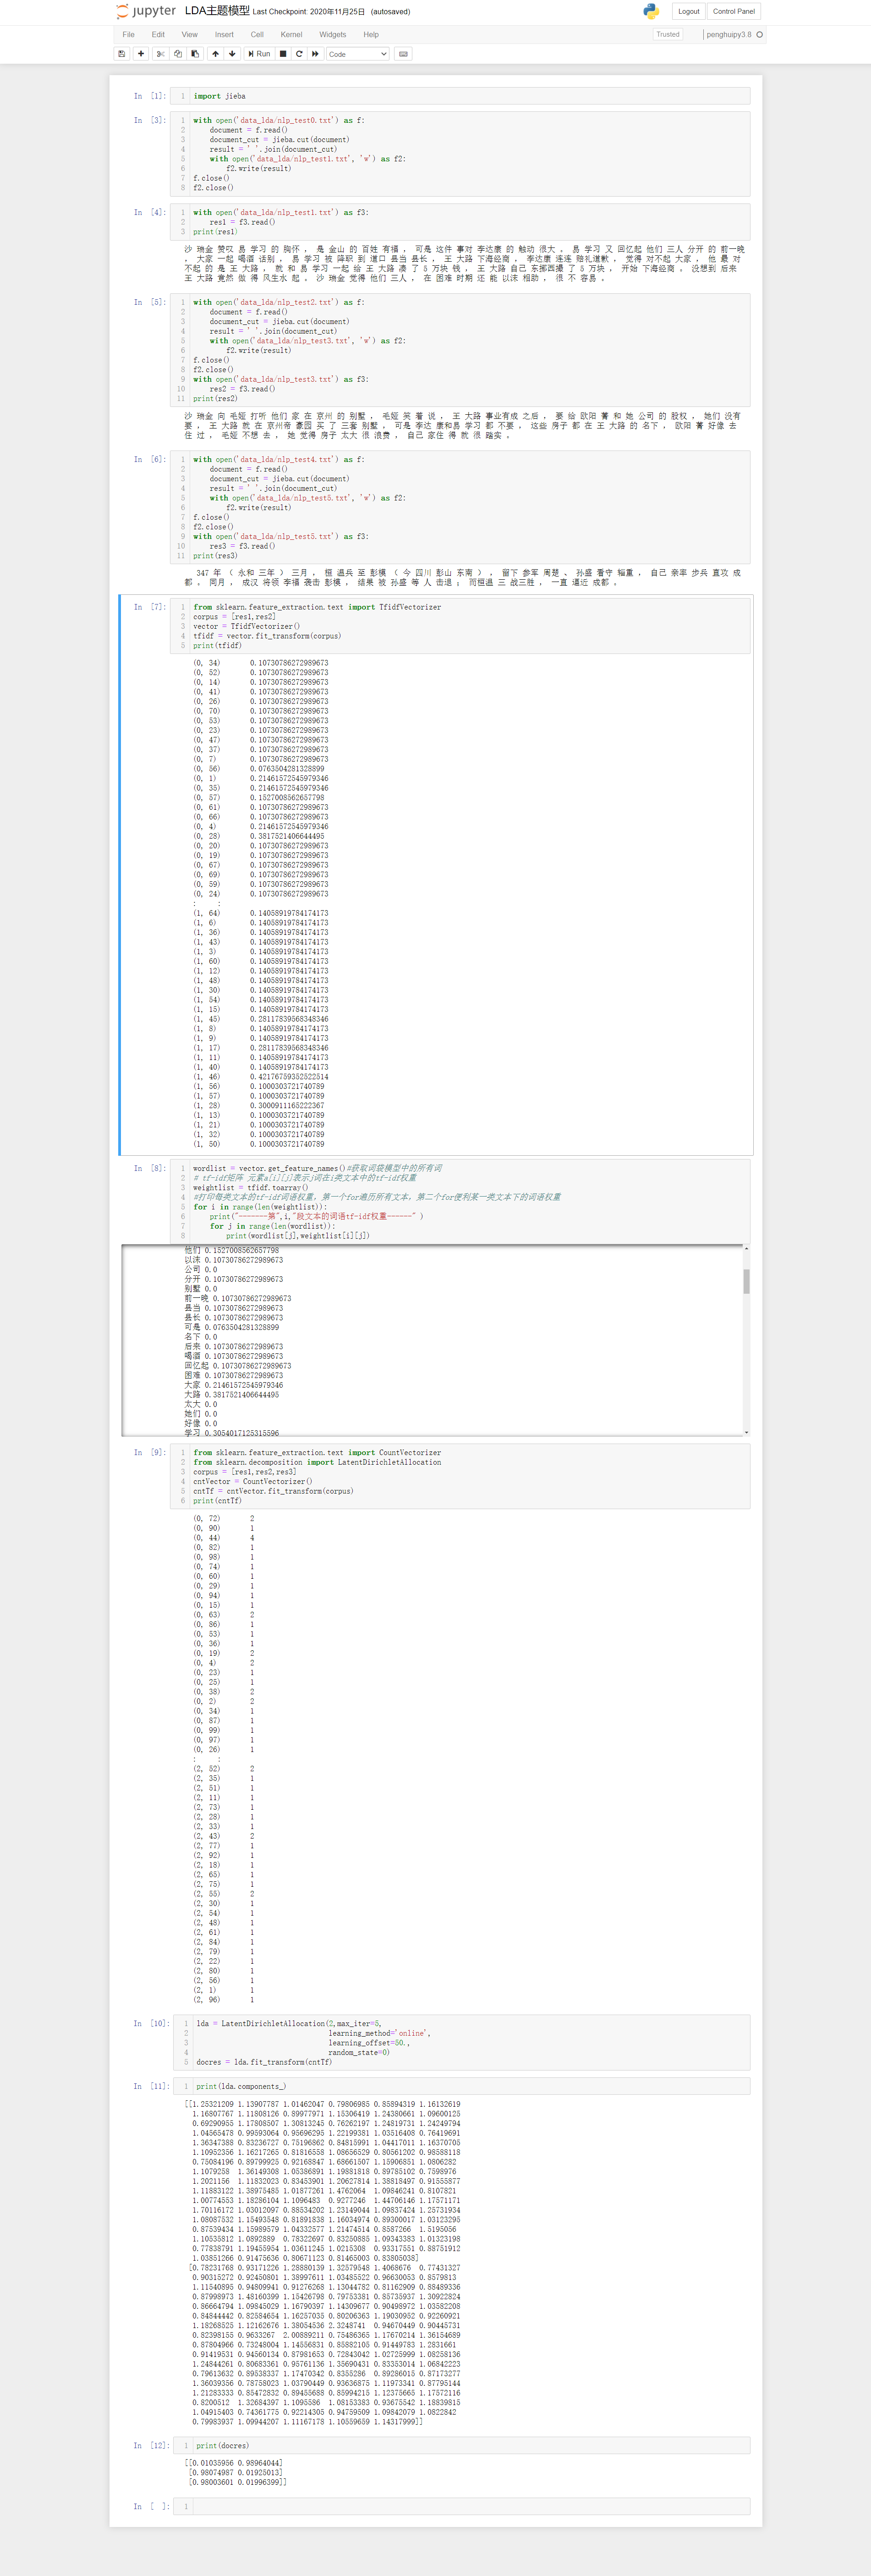 jupyter LDA主题模型 Last Checkpoint: 2020年11月25日 (autosaved)
Logout Control Panel
File Edit View Insert Cell Kernel Widgets Help
Trusted penghuipy3.8
Run Code
In [1]: 1 import jieba
In [3]: 1 with open('data_lda/nlp_test0.txt') as f:
2 document = f.read()
3 document_cut = jieba.cut(document)
4 result = ' '.join(document_cut)
5 with open('data_lda/nlp_test1.txt', 'w') as f2:
6 f2.write(result)
7 f.close()
8 f2.close()
In [4]: 1 with open('data_lda/nlp_test1.txt') as f3:
2 res1 = f3.read()
3 print(res1)
沙 瑞金 赞叹 易 学习 的 胸怀 ， 是 金山 的 百姓 有福 ， 可是 这件 事对 李达康 的 触动 很大 。 易 学习 又 回忆起 他们 三人 分开 的 前一晚
， 大家 一起 喝酒 话别 ， 易 学习 被 降职 到 道口 县当 县长 ， 王 大路 下海经商 ， 李达康 连连 赔礼道歉 ， 觉得 对不起 大家 ， 他 最 对
不起 的 是 王 大路 ， 就 和 易 学习 一起 给 王 大路 凑 了 5 万块 钱 ， 王 大路 自己 东挪西撮 了 5 万块 ， 开始 下海经商 。 没想到 后来
王 大路 竟然 做 得 风生水 起 。 沙 瑞金 觉得 他们 三人 ， 在 困难 时期 还 能 以沫 相助 ， 很 不 容易 。
In [5]: 1 with open('data_lda/nlp_test2.txt') as f:
2 document = f.read()
3 document_cut = jieba.cut(document)
4 result = ' '.join(document_cut)
5 with open('data_lda/nlp_test3.txt', 'w') as f2:
6 f2.write(result)
7 f.close()
8 f2.close()
9 with open('data_lda/nlp_test3.txt') as f3:
10 res2 = f3.read()
11 print(res2)
沙 瑞金 向 毛娅 打听 他们 家 在 京州 的 别墅 ， 毛娅 笑 着 说 ， 王 大路 事业有成 之后 ， 要 给 欧阳 菁 和 她 公司 的 股权 ， 她们 没有
要 ， 王 大路 就 在 京州帝 豪园 买 了 三套 别墅 ， 可是 李达 康和易 学习 都 不要 ， 这些 房子 都 在 王 大路 的 名下 ， 欧阳 菁 好像 去
住 过 ， 毛娅 不想 去 ， 她 觉得 房子 太大 很 浪费 ， 自己 家住 得 就 很 踏实 。
In [6]: 1 with open('data_lda/nlp_test4.txt') as f:
2 document = f.read()
3 document_cut = jieba.cut(document)
4 result = ' '.join(document_cut)
5 with open('data_lda/nlp_test5.txt', 'w') as f2:
6 f2.write(result)
7 f.close()
8 f2.close()
9 with open('data_lda/nlp_test5.txt') as f3:
10 res3 = f3.read()
11 print(res3)
347 年 （ 永和 三年 ） 三月 ， 桓 温兵 至 彭模 （ 今 四川 彭山 东南 ） ， 留下 参军 周楚 、 孙盛 看守 辎重 ， 自己 亲率 步兵 直攻 成
都 。 同月 ， 成汉 将领 李福 袭击 彭模 ， 结果 被 孙盛 等 人 击退 ； 而桓温 三 战三胜 ， 一直 逼近 成都 。
In [7]: 1 from sklearn.feature_extraction.text import TfidfVectorizer
2 corpus = [res1,res2]
3 vector = TfidfVectorizer()
4 tfidf = vector.fit_transform(corpus)
5 print(tfidf)
(0, 34) 0.10730786272989673
(0, 52) 0.10730786272989673
(0, 14) 0.10730786272989673
(0, 41) 0.10730786272989673
(0, 26) 0.10730786272989673
(0, 70) 0.10730786272989673
(0, 53) 0.10730786272989673
(0, 23) 0.10730786272989673
(0, 47) 0.10730786272989673
(0, 37) 0.10730786272989673
(0, 7) 0.10730786272989673
(0, 56) 0.0763504281328899
(0, 1) 0.21461572545979346
(0, 35) 0.21461572545979346
(0, 57) 0.1527008562657798
(0, 61) 0.10730786272989673
(0, 66) 0.10730786272989673
(0, 4) 0.21461572545979346
(0, 28) 0.3817521406644495
(0, 20) 0.10730786272989673
(0, 19) 0.10730786272989673
(0, 67) 0.10730786272989673
(0, 69) 0.10730786272989673
(0, 59) 0.10730786272989673
(0, 24) 0.10730786272989673
: :
(1, 64) 0.14058919784174173
(1, 6) 0.14058919784174173
(1, 36) 0.14058919784174173
(1, 43) 0.14058919784174173
(1, 3) 0.14058919784174173
(1, 60) 0.14058919784174173
(1, 12) 0.14058919784174173
(1, 48) 0.14058919784174173
(1, 30) 0.14058919784174173
(1, 54) 0.14058919784174173
(1, 15) 0.14058919784174173
(1, 45) 0.28117839568348346
(1, 8) 0.14058919784174173
(1, 9) 0.14058919784174173
(1, 17) 0.28117839568348346
(1, 11) 0.14058919784174173
(1, 40) 0.14058919784174173
(1, 46) 0.42176759352522514
(1, 56) 0.1000303721740789
(1, 57) 0.1000303721740789
(1, 28) 0.3000911165222367
(1, 13) 0.1000303721740789
(1, 21) 0.1000303721740789
(1, 32) 0.1000303721740789
(1, 50) 0.1000303721740789
In [8]: 1 wordlist = vector.get_feature_names()#获取词袋模型中的所有词
2 # tf-idf矩阵 元素a[i][j]表示j词在i类文本中的tf-idf权重
3 weightlist = tfidf.toarray()
4 #打印每类文本的tf-idf词语权重，第一个for遍历所有文本，第二个for便利某一类文本下的词语权重
5 for i in range(len(weightlist)):
6 print("-------第",i,"段文本的词语tf-idf权重------" )
7 for j in range(len(wordlist)):
8 print(wordlist[j],weightlist[i][j])
他们 0.1527008562657798
以沫 0.10730786272989673
公司 0.0
分开 0.10730786272989673
别墅 0.0
前一晚 0.10730786272989673
县当 0.10730786272989673
县长 0.10730786272989673
可是 0.0763504281328899
名下 0.0
后来 0.10730786272989673
喝酒 0.10730786272989673
回忆起 0.10730786272989673
困难 0.10730786272989673
大家 0.21461572545979346
大路 0.3817521406644495
太大 0.0
她们 0.0
好像 0.0
学习 0.3054017125315596
In [9]: 1 from sklearn.feature_extraction.text import CountVectorizer
2 from sklearn.decomposition import LatentDirichletAllocation
3 corpus = [res1,res2,res3]
4 cntVector = CountVectorizer()
5 cntTf = cntVector.fit_transform(corpus)
6 print(cntTf)
(0, 72) 2
(0, 90) 1
(0, 44) 4
(0, 82) 1
(0, 98) 1
(0, 74) 1
(0, 60) 1
(0, 29) 1
(0, 94) 1
(0, 15) 1
(0, 63) 2
(0, 86) 1
(0, 53) 1
(0, 36) 1
(0, 19) 2
(0, 4) 2
(0, 23) 1
(0, 25) 1
(0, 38) 2
(0, 2) 2
(0, 34) 1
(0, 87) 1
(0, 99) 1
(0, 97) 1
(0, 26) 1
: :
(2, 52) 2
(2, 35) 1
(2, 51) 1
(2, 11) 1
(2, 73) 1
(2, 28) 1
(2, 33) 1
(2, 43) 2
(2, 77) 1
(2, 92) 1
(2, 18) 1
(2, 65) 1
(2, 75) 1
(2, 55) 2
(2, 30) 1
(2, 54) 1
(2, 48) 1
(2, 61) 1
(2, 84) 1
(2, 79) 1
(2, 22) 1
(2, 80) 1
(2, 56) 1
(2, 1) 1
(2, 96) 1
In [10]: 1 lda = LatentDirichletAllocation(2,max_iter=5,
2 learning_method='online',
3 learning_offset=50.,
4 random_state=0)
5 docres = lda.fit_transform(cntTf)
In [11]: 1 print(lda.components_)
[[1.25321209 1.13907787 1.01462047 0.79806985 0.85894319 1.16132619
1.16807767 1.11808126 0.89977971 1.15306419 1.24380661 1.09600125
0.69290955 1.17808507 1.30813245 0.76262197 1.24819731 1.24249794
1.04565478 0.99593064 0.95696295 1.22199381 1.03516408 0.76419691
1.36347388 0.83236727 0.75196862 0.84815991 1.04417011 1.16370705
1.10952356 1.16217265 0.81816558 1.08656529 0.80561202 0.98588118
0.75084196 0.89799925 0.92168847 1.68661507 1.15906851 1.0806282
1.1079258 1.36149308 1.05386891 1.19881818 0.89785102 0.7598976
1.2021156 1.11832023 0.83453901 1.20627814 1.38818497 0.91555877
1.11883122 1.38975485 1.01877261 1.4762064 1.09846241 0.8107821
1.00774553 1.18286104 1.1096483 0.9277246 1.44706146 1.17571171
1.70116172 1.03012097 0.88534202 1.23149044 1.09837424 1.25731934
1.08087532 1.15493548 0.81891838 1.16034974 0.89300017 1.03123295
0.87539434 1.15989579 1.04332577 1.21474514 0.8587266 1.5195056
1.10535812 1.0892889 0.78322697 0.83250885 1.09343383 1.01323198
0.77838791 1.19455954 1.03611245 1.0215308 0.93317551 0.88751912
1.03851266 0.91475636 0.80671123 0.81465003 0.83805038]
[0.78231768 0.93171226 1.28880139 1.32579548 1.4068676 0.77431327
0.90315272 0.92450801 1.38997611 1.03485522 0.96630053 0.8579813
1.11540895 0.94809941 0.91276268 1.13044782 0.81162909 0.88489336
0.87998973 1.48160399 1.15426798 0.79753381 0.85735937 1.30922824
0.86664794 1.09845029 1.16790397 1.14309677 0.90498972 1.03582208
0.84844442 0.82584654 1.16257035 0.80206363 1.19030952 0.92260921
1.18268525 1.12162676 1.38054536 2.3248741 0.94670449 0.90445731
0.82398155 0.9633267 2.00889211 0.75486365 1.17670214 1.36154689
0.87804966 0.73248004 1.14556831 0.85882105 0.91449783 1.2831661
0.91419531 0.94560134 0.87981653 0.72843042 1.02725999 1.08258136
1.24844261 0.80683361 0.95761136 1.35690431 0.83353014 1.06842223
0.79613632 0.89538337 1.17470342 0.8355286 0.89286015 0.87173277
1.36039356 0.78758023 1.03790449 0.93636875 1.11973341 0.87795144
1.21283333 0.85472832 0.89455688 0.85994215 1.12375665 1.17572116
0.8200512 1.32684397 1.1095586 1.08153383 0.93675542 1.18839815
1.04915403 0.74361775 0.92214305 0.94759509 1.09842079 1.0822842
0.79983937 1.09944207 1.11167178 1.10559659 1.14317999]]
In [12]: 1 print(docres)
[[0.01035956 0.98964044]
[0.98074987 0.01925013]
[0.98003601 0.01996399]]
In [ ]: 1